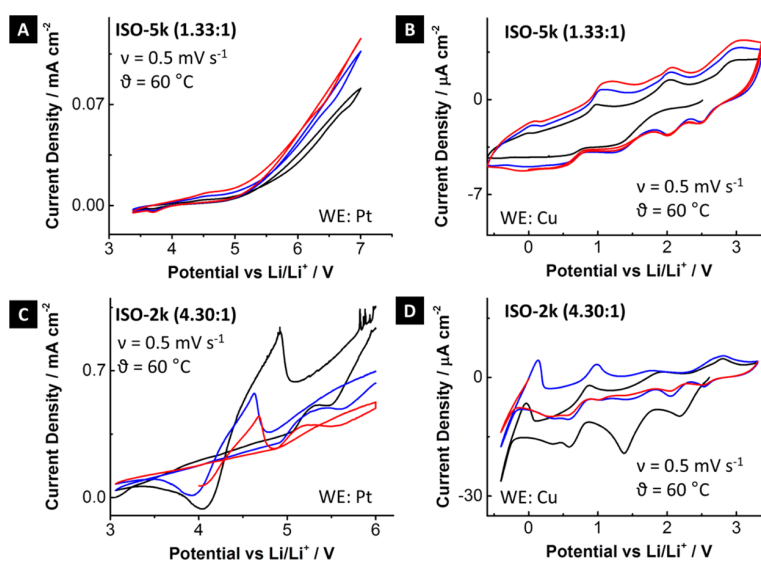 A
ISO-5k (1.33:1)
ν = 0.5 mV s⁻¹
ϑ = 60 °C
WE: Pt
Current Density / mA cm⁻²
0.07
0.00
3 4 5 6 7
Potential vs Li/Li⁺ / V
B
ISO-5k (1.33:1)
ν = 0.5 mV s⁻¹
ϑ = 60 °C
WE: Cu
Current Density / µA cm⁻²
0
-7
0 1 2 3
Potential vs Li/Li⁺ / V
C
ISO-2k (4.30:1)
ν = 0.5 mV s⁻¹
ϑ = 60 °C
WE: Pt
Current Density / mA cm⁻²
0.7
0.0
3 4 5 6
Potential vs Li/Li⁺ / V
D
ISO-2k (4.30:1)
ν = 0.5 mV s⁻¹
ϑ = 60 °C
WE: Cu
Current Density / µA cm⁻²
0
-30
0 1 2 3
Potential vs Li/Li⁺ / V